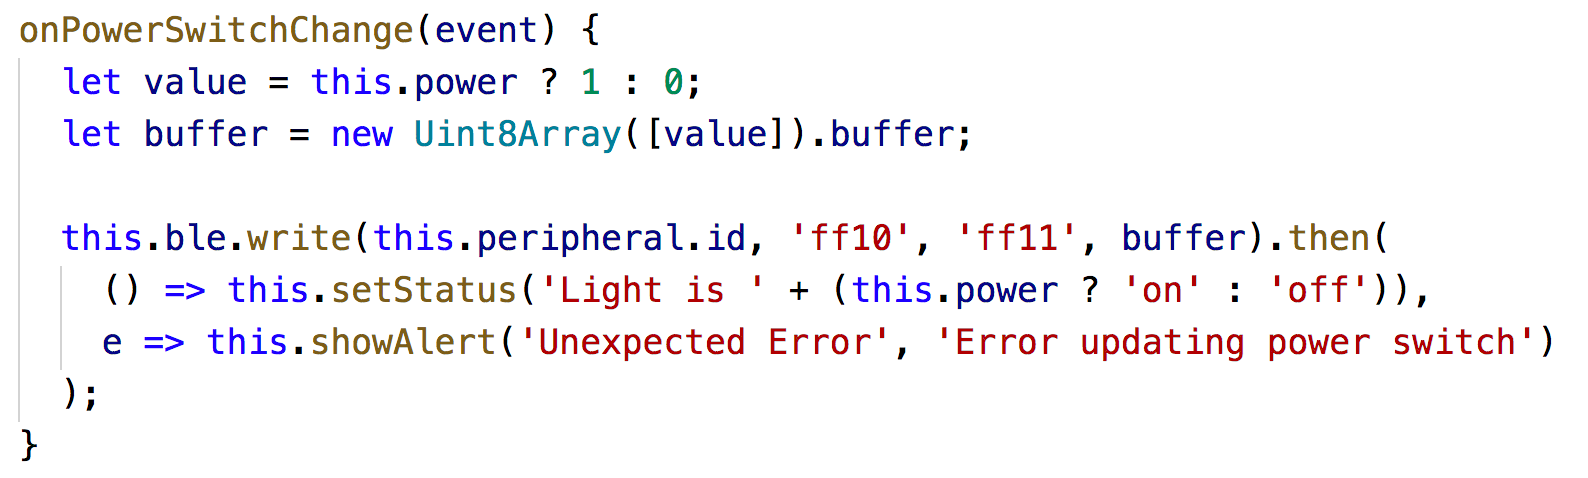 onPowerSwitchChange(event) {
  let value = this.power ? 1 : 0;
  let buffer = new Uint8Array([value]).buffer;

  this.ble.write(this.peripheral.id, 'ff10', 'ff11', buffer).then(
    () => this.setStatus('Light is ' + (this.power ? 'on' : 'off')),
    e => this.showAlert('Unexpected Error', 'Error updating power switch')
  );
}